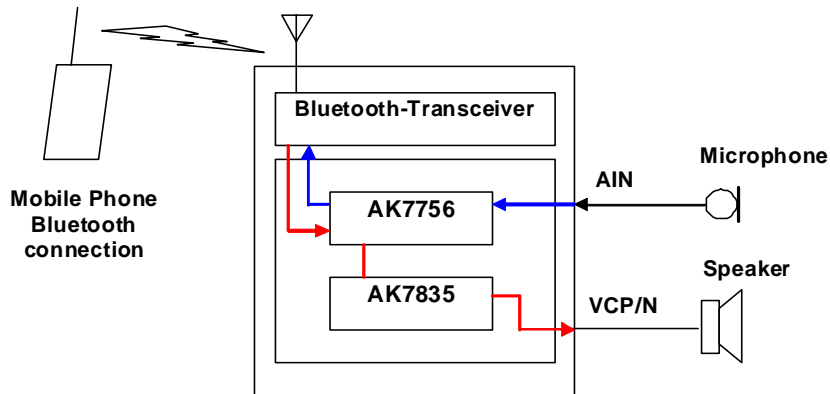 Bluetooth-Transceiver
Mobile Phone
Bluetooth
connection
AK7756
AIN
Microphone
AK7835
VCP/N
Speaker